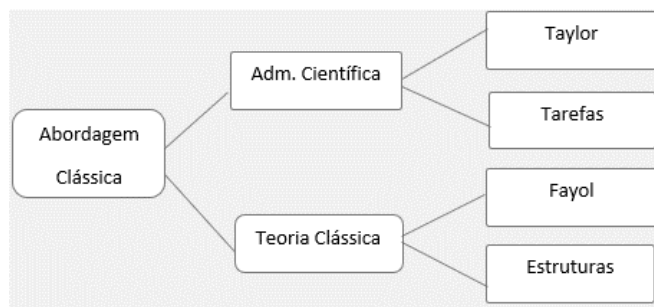 Abordagem
Clássica
Adm. Científica
Taylor
Tarefas
Teoria Clássica
Fayol
Estruturas